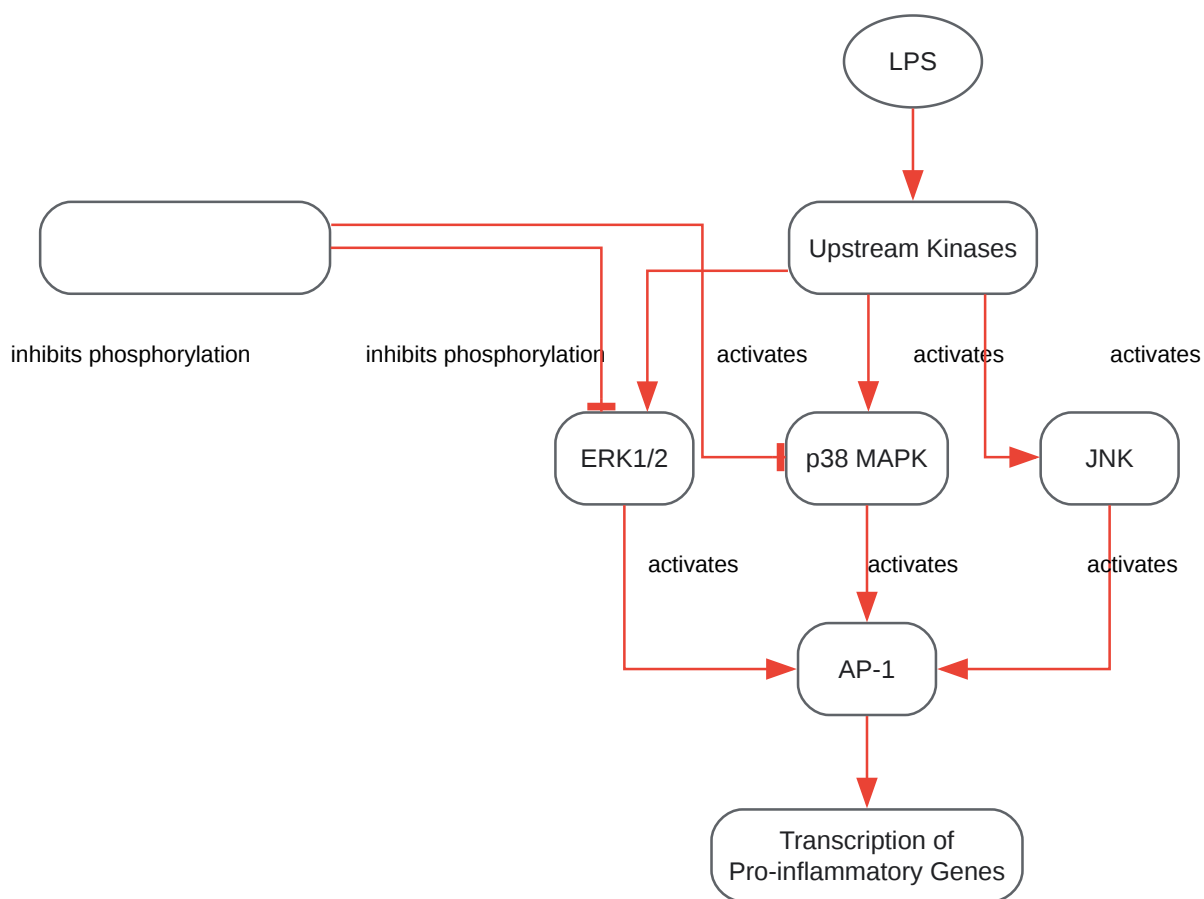 LPS
Upstream Kinases
inhibits phosphorylation
inhibits phosphorylation
activates
activates
activates
ERK1/2
p38 MAPK
JNK
activates
activates
activates
AP-1
Transcription of
Pro-inflammatory Genes